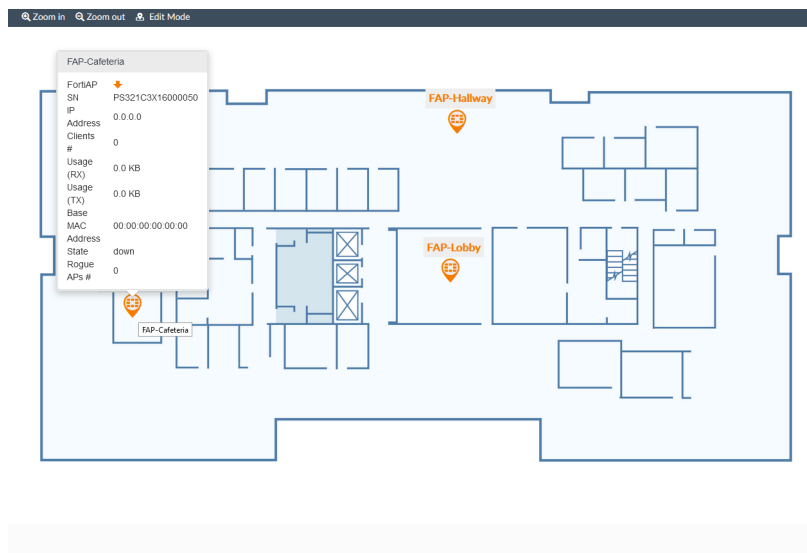 Zoom in Zoom out Edit Mode
FAP-Cafeteria
FortiAP
SN PS321C3X16000050
IP
Address 0.0.0.0
Clients
# 0
Usage
(RX) 0.0 KB
Usage
(TX) 0.0 KB
Base
MAC 00:00:00:00:00:00
Address
State down
Rogue
APs # 0
FAP-Hallway
FAP-Lobby
FAP-Cafeteria